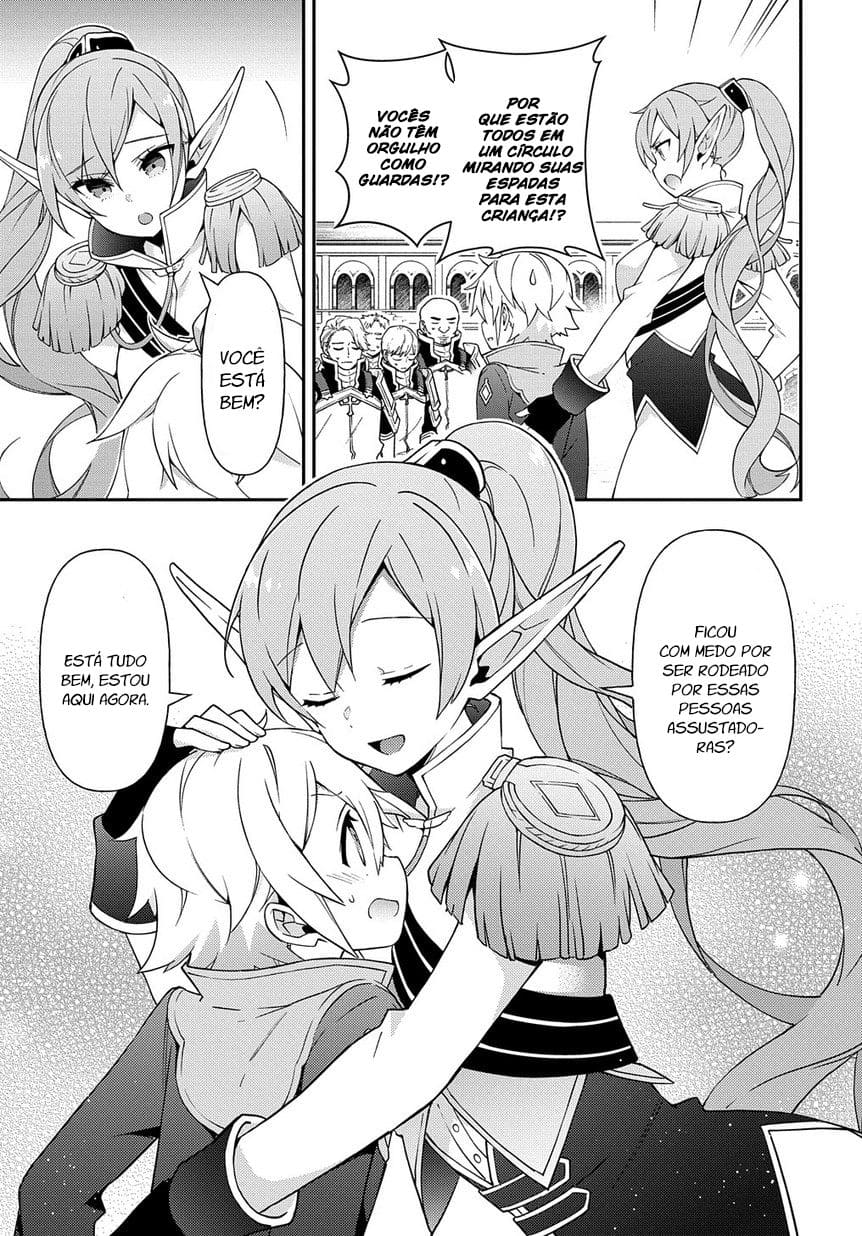 POR
QUE ESTÃO
TODOS EM
UM CÍRCULO
MIRANDO SUAS
ESPADAS
PARA ESTA
CRIANÇA!?
VOCÊS
NÃO TÊM
ORGULHO
COMO
GUARDAS!?
VOCÊ
ESTÁ
BEM?
FICOU
COM MEDO POR
SER RODEADO
POR ESSAS
PESSOAS
ASSUSTADO-
RAS?
ESTÁ TUDO
BEM, ESTOU
AQUI AGORA.